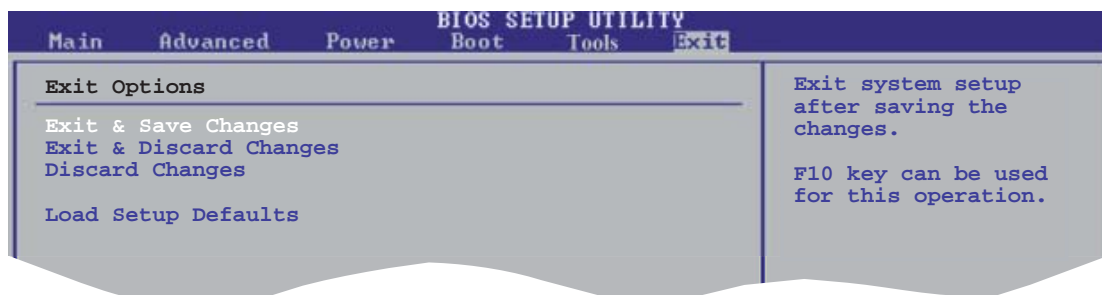 BIOS SETUP UTILITY
Main Advanced Power Boot Tools Exit
Exit Options
Exit & Save Changes
Exit & Discard Changes
Discard Changes
Load Setup Defaults
Exit system setup
after saving the
changes.
F10 key can be used
for this operation.